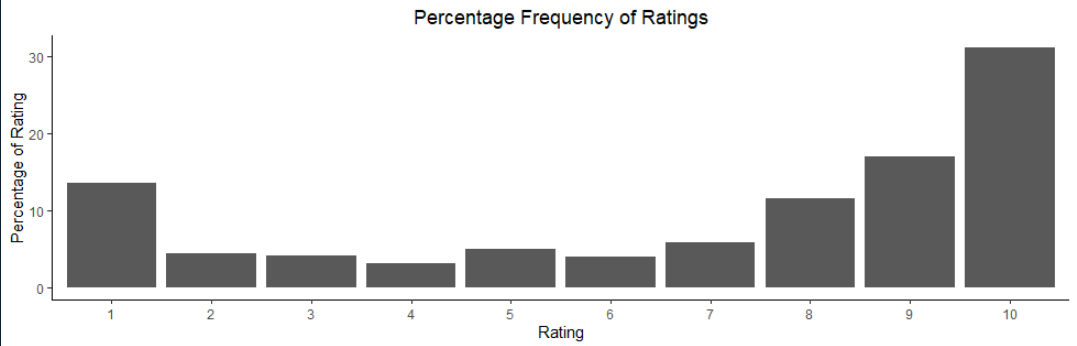 Percentage Frequency of Ratings
Percentage of Rating
30
20
10
0
1 2 3 4 5 6 7 8 9 10
Rating